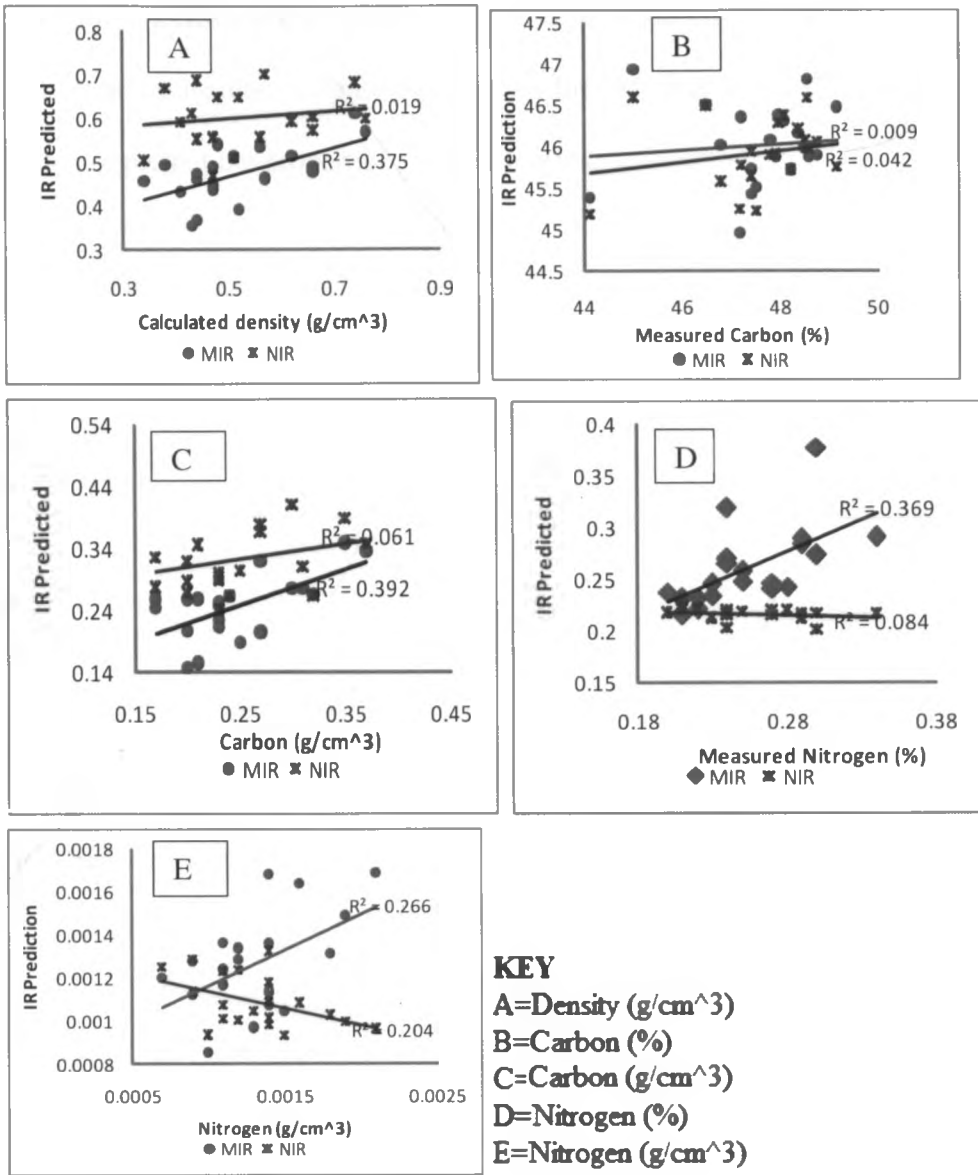 A
0.8
0.7
0.6
0.5
0.4
0.3
IR Predicted
R² = 0.019
R² = 0.375
0.3 0.5 0.7 0.9
Calculated density (g/cm^3)
MIR NIR
B
47.5
47
46.5
46
45.5
45
44.5
IR Prediction
R² = 0.009
R² = 0.042
44 46 48 50
Measured Carbon (%)
MIR NIR
C
0.54
0.44
0.34
0.24
0.14
IR Predicted
R² = 0.061
R² = 0.392
0.15 0.25 0.35 0.45
Carbon (g/cm^3)
MIR NIR
D
0.4
0.35
0.3
0.25
0.2
0.15
IR Predicted
R² = 0.369
R² = 0.084
0.18 0.28 0.38
Measured Nitrogen (%)
MIR NIR
E
0.0018
0.0016
0.0014
0.0012
0.001
0.0008
IR Prediction
R² = 0.266
R² = 0.204
0.0005 0.0015 0.0025
Nitrogen (g/cm^3)
MIR NIR
KEY
A=Density (g/cm^3)
B=Carbon (%)
C=Carbon (g/cm^3)
D=Nitrogen (%)
E=Nitrogen (g/cm^3)